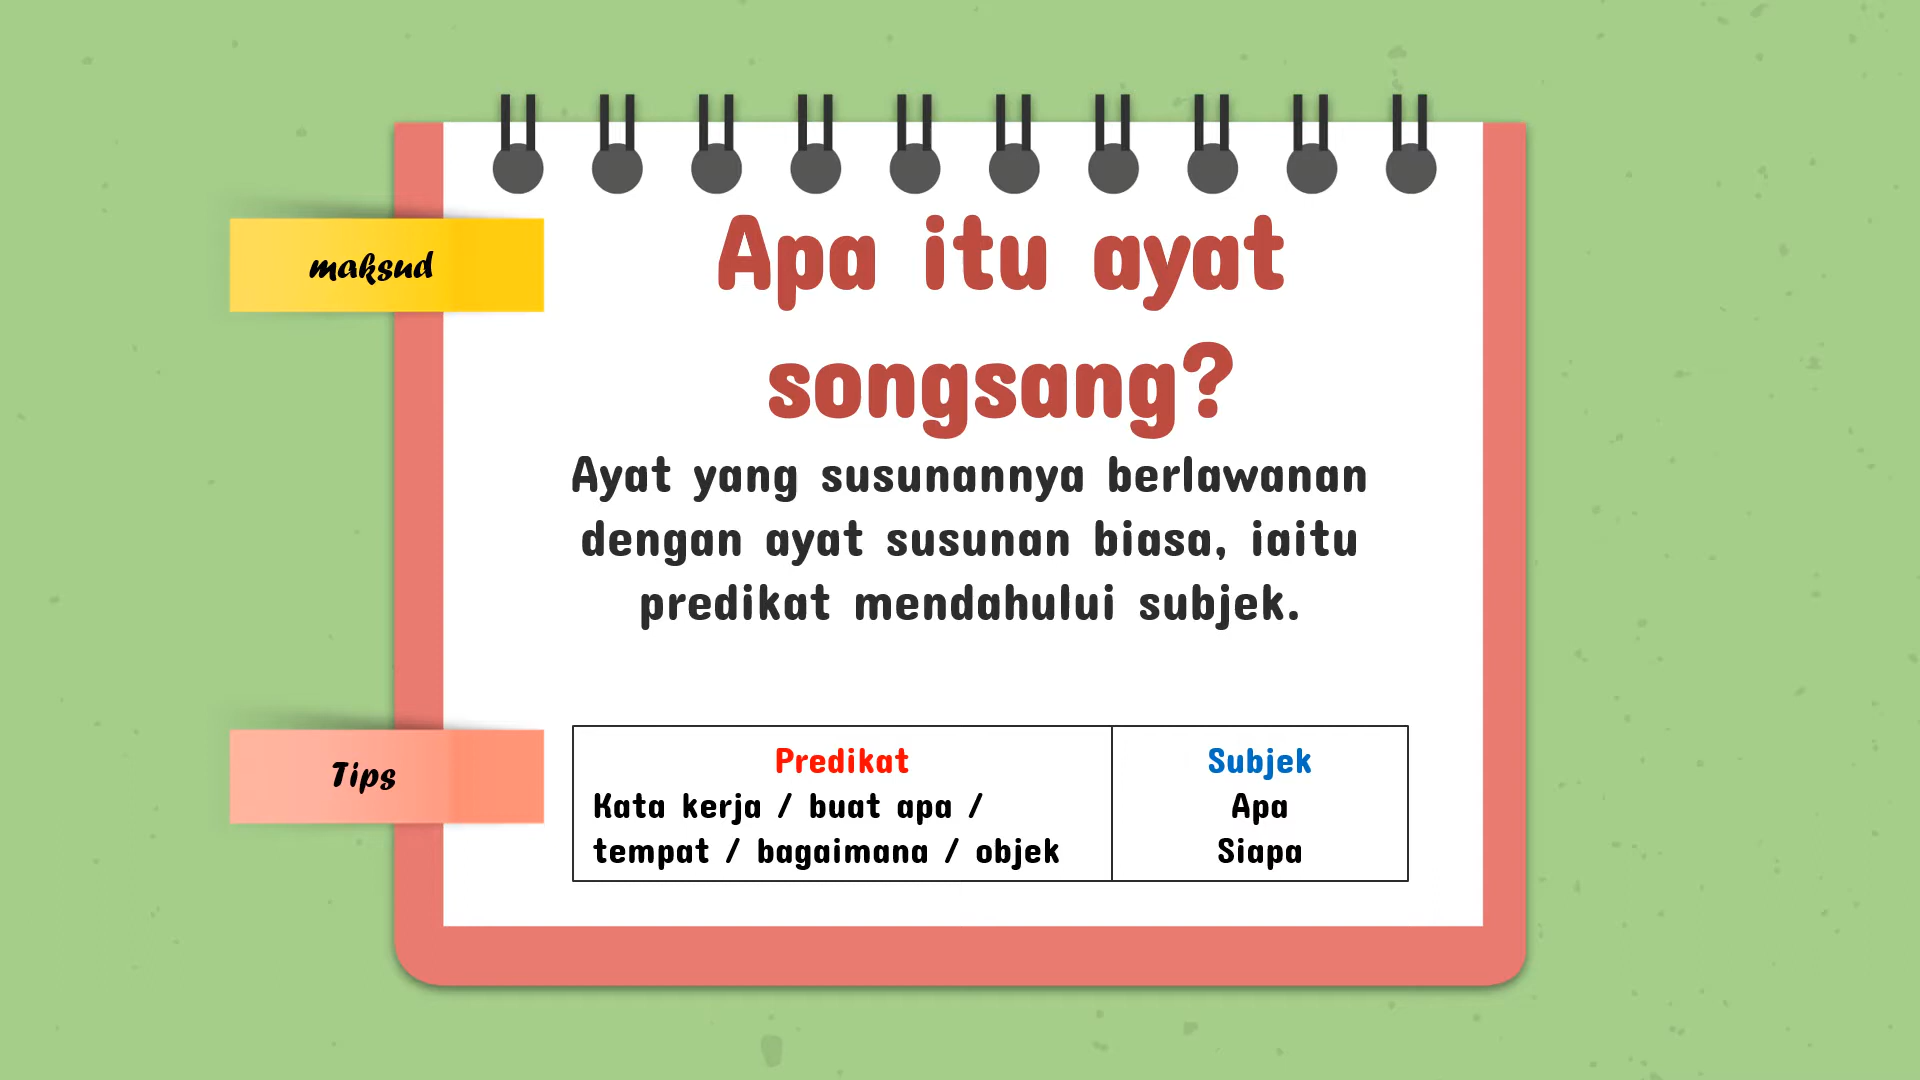 maksud
Apa itu ayat
songsang?
Ayat yang susunannya berlawanan
dengan ayat susunan biasa, iaitu
predikat mendahului subjek.
Tips
Predikat
Kata kerja / buat apa /
tempat / bagaimana / objek
Subjek
Apa
Siapa